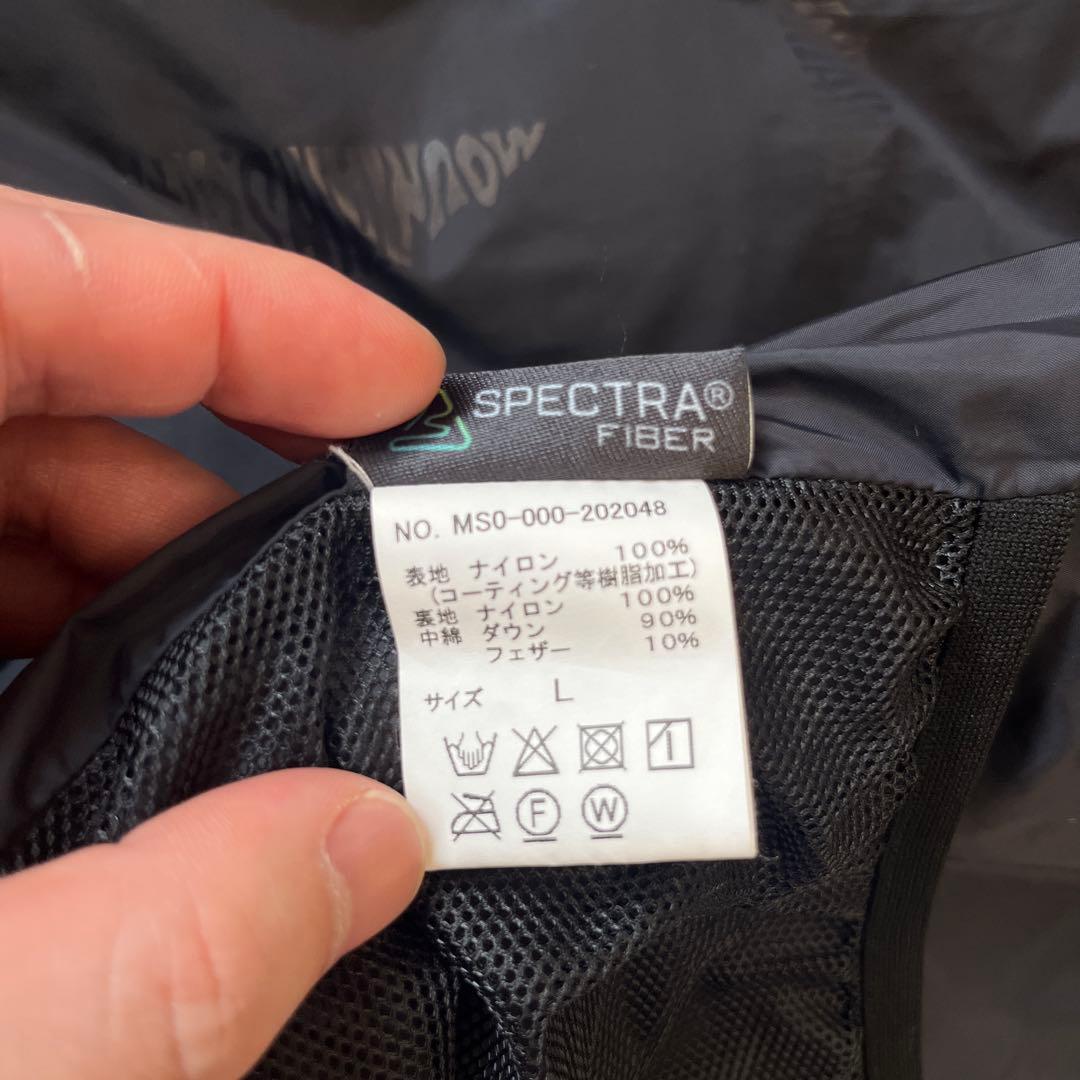 SPECTRA®
FIBER
NO. MS0-000-202048
表地 ナイロン 100%
(コーティング等樹脂加工)
裏地 ナイロン 100%
中綿 ダウン 90%
フェザー 10%
サイズ L
F W